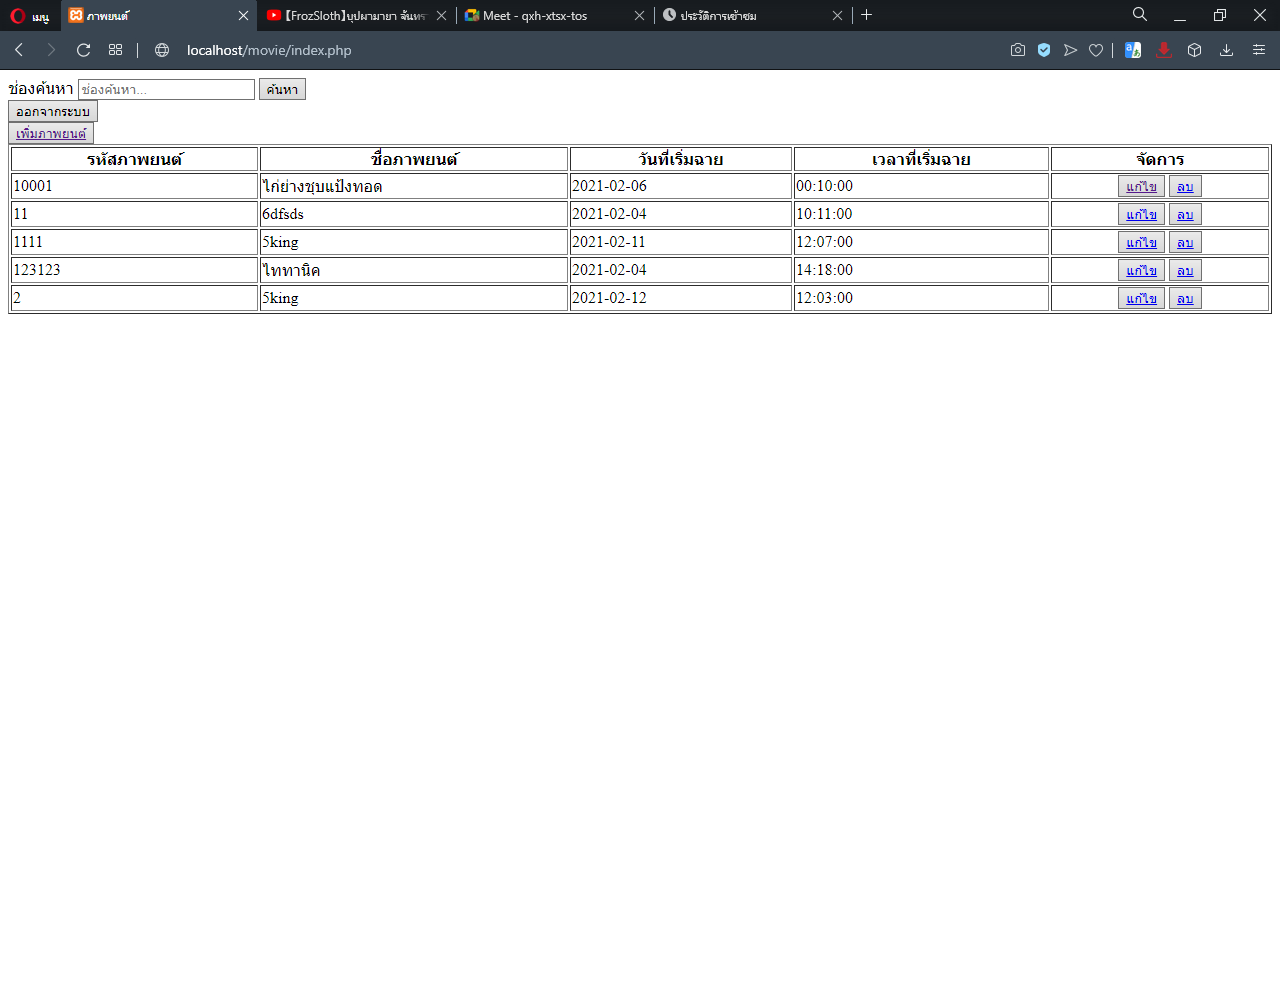 เมนู ภาพยนต์ 【FrozSloth】บุปผามายา จันทรา Meet - qxh-xtsx-tos ประวัติการเข้าชม
localhost/movie/index.php
ช่องค้นหา ช่องค้นหา... ค้นหา
ออกจากระบบ
เพิ่มภาพยนต์
รหัสภาพยนต์ ชื่อภาพยนต์ วันที่เริ่มฉาย เวลาที่เริ่มฉาย จัดการ
10001 ไก่ย่างชุบแป้งทอด 2021-02-06 00:10:00 แก้ไข ลบ
11 6dfsds 2021-02-04 10:11:00 แก้ไข ลบ
1111 5king 2021-02-11 12:07:00 แก้ไข ลบ
123123 ไททานิค 2021-02-04 14:18:00 แก้ไข ลบ
2 5king 2021-02-12 12:03:00 แก้ไข ลบ